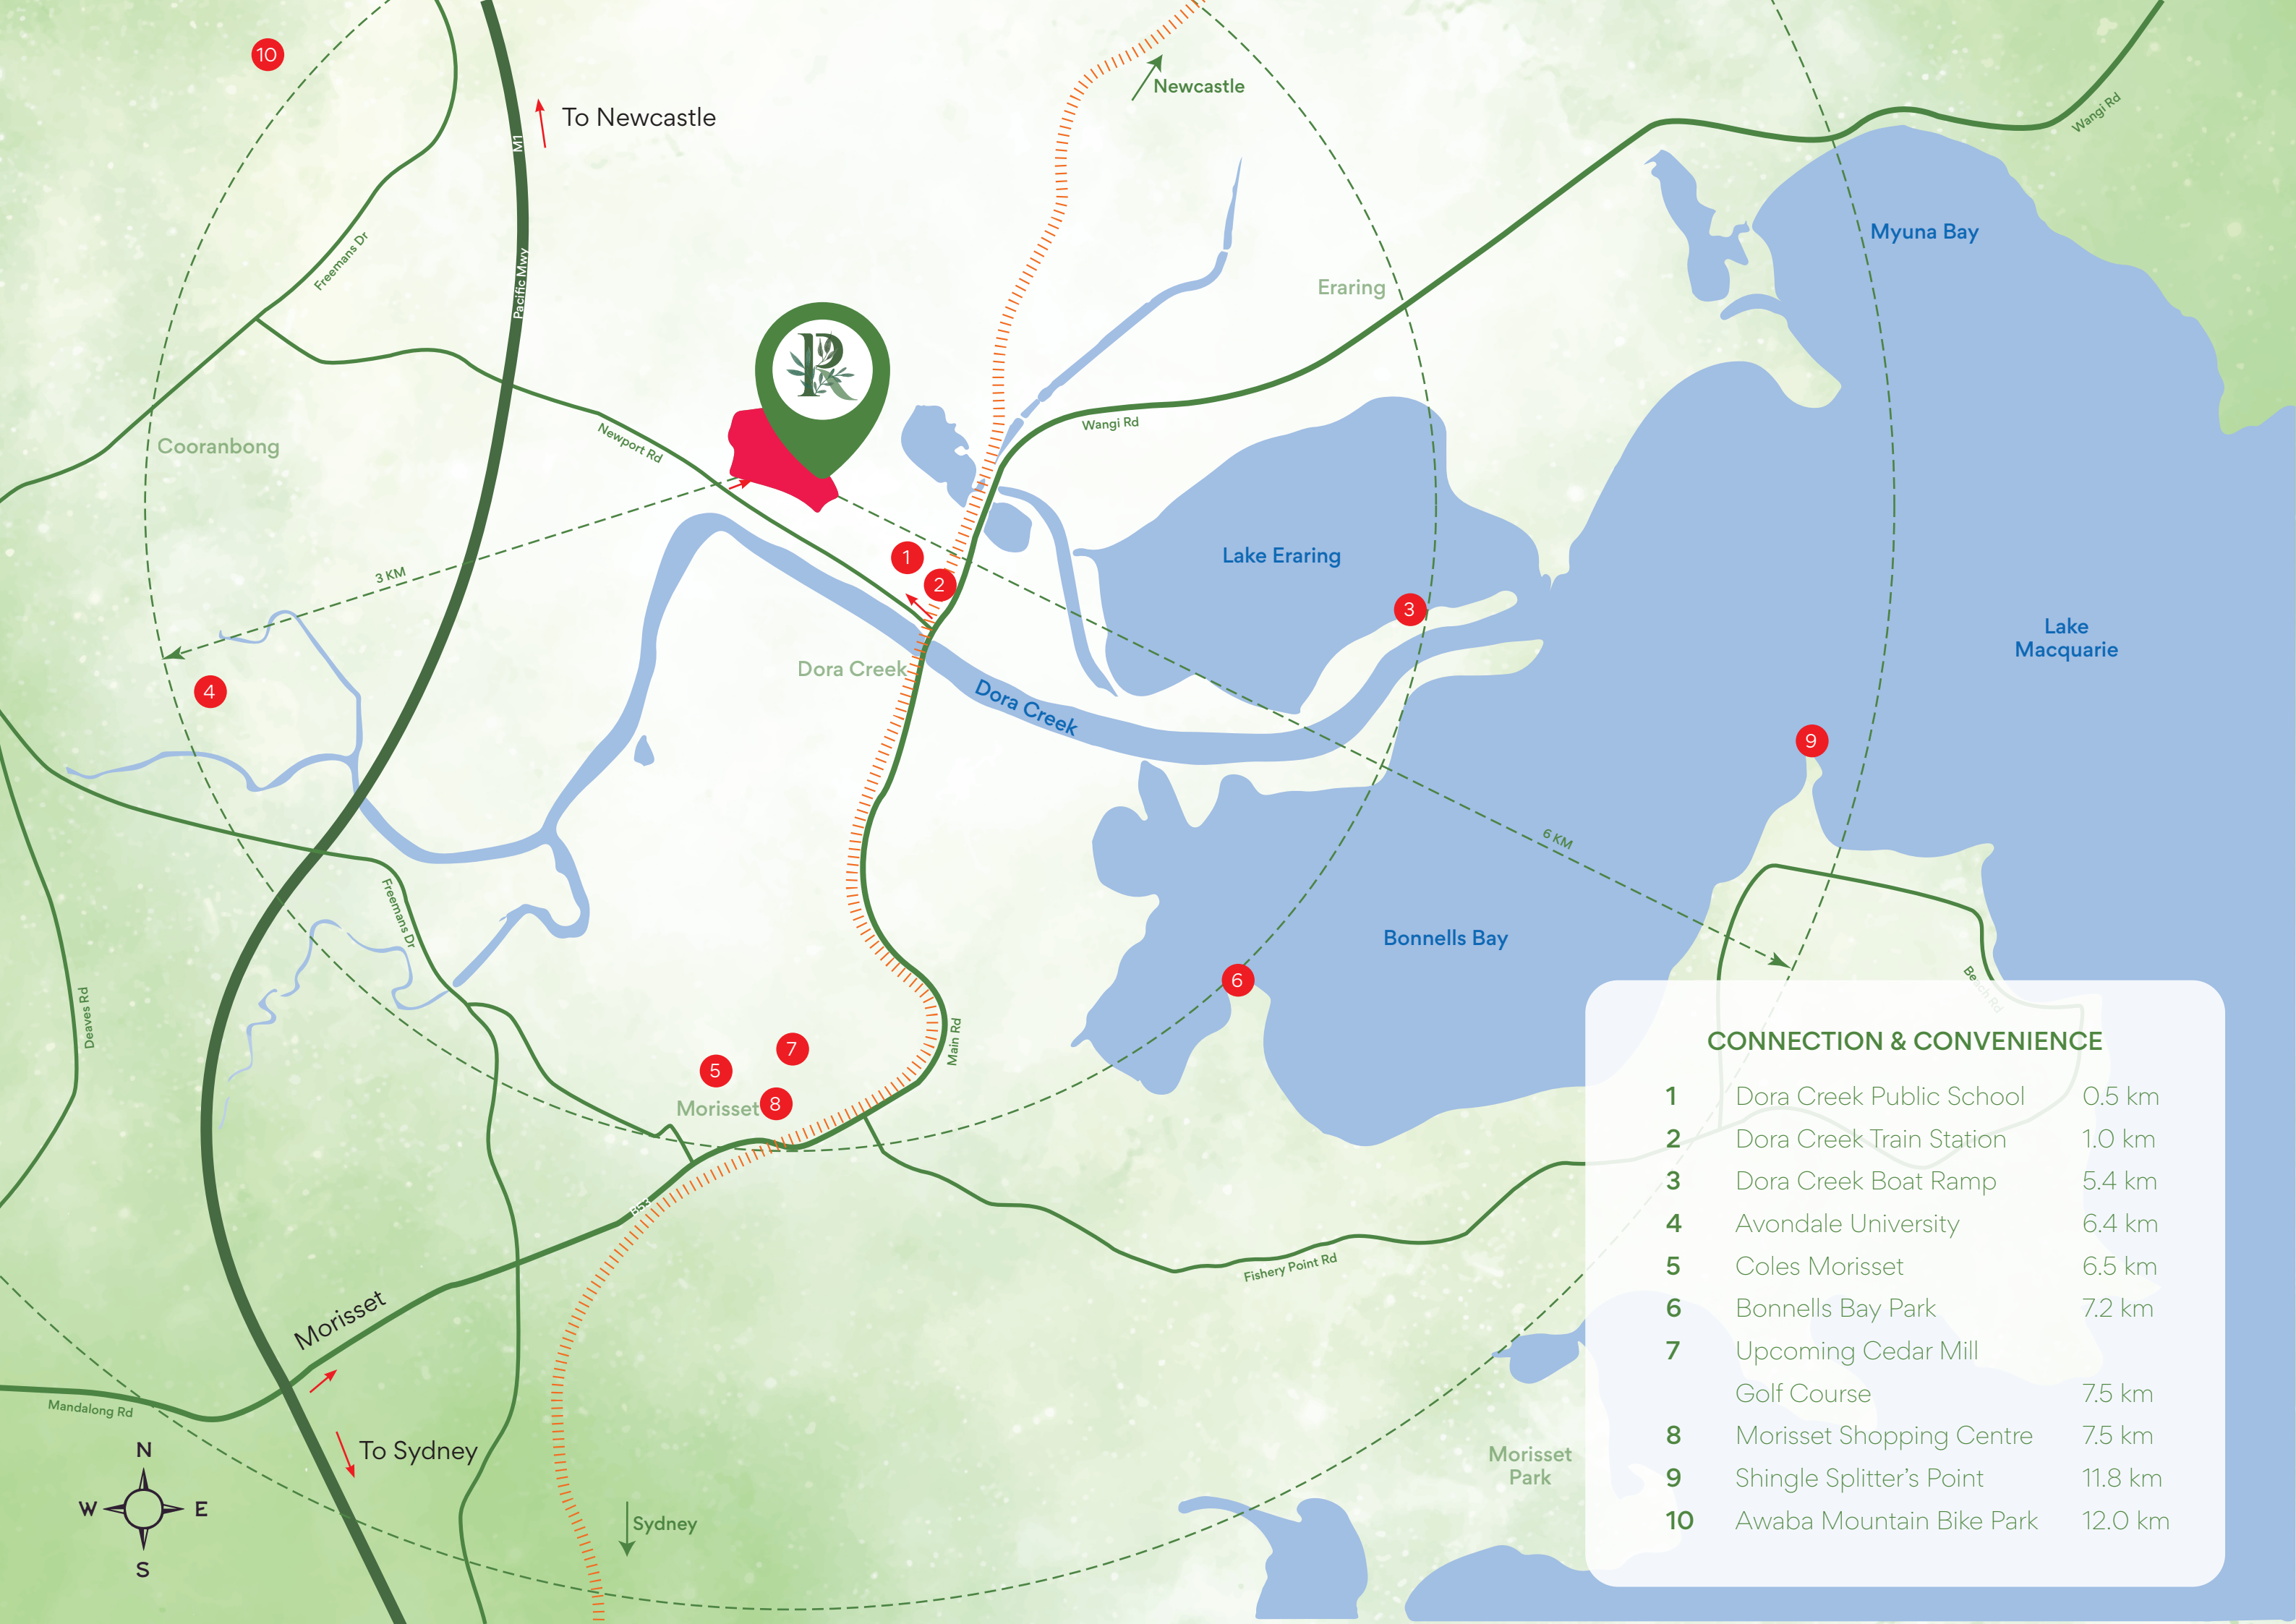 10
To Newcastle
M1
Pacific Mwy
Newcastle
Wangi Rd
Freemans Dr
Myuna Bay
Eraring
R
Cooranbong
Newport Rd
Wangi Rd
3 KM
1
2
Lake Eraring
3
Lake
Macquarie
Dora Creek
Dora Creek
4
9
6 KM
Freemans Dr
Bonnells Bay
6
Beach Rd
Deaves Rd
Main Rd
7
5
8
Morisset
B53
Fishery Point Rd
Morisset
Mandalong Rd
To Sydney
Sydney
Morisset
Park
N
W E
S
CONNECTION & CONVENIENCE
1 Dora Creek Public School 0.5 km
2 Dora Creek Train Station 1.0 km
3 Dora Creek Boat Ramp 5.4 km
4 Avondale University 6.4 km
5 Coles Morisset 6.5 km
6 Bonnells Bay Park 7.2 km
7 Upcoming Cedar Mill
Golf Course 7.5 km
8 Morisset Shopping Centre 7.5 km
9 Shingle Splitter’s Point 11.8 km
10 Awaba Mountain Bike Park 12.0 km